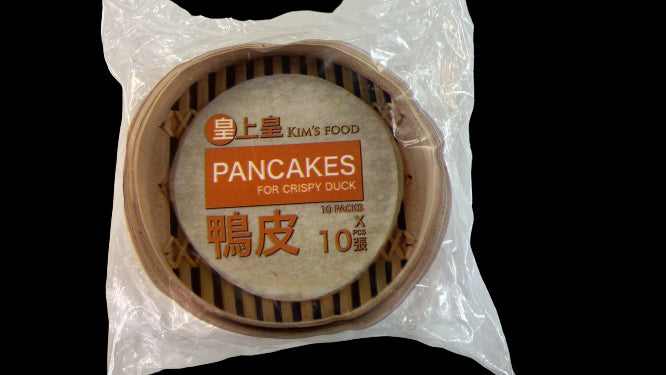 皇上皇 KIM'S FOOD
PANCAKES
FOR CRISPY DUCK
10 PACKS
X
鴨皮 10 PCS 張